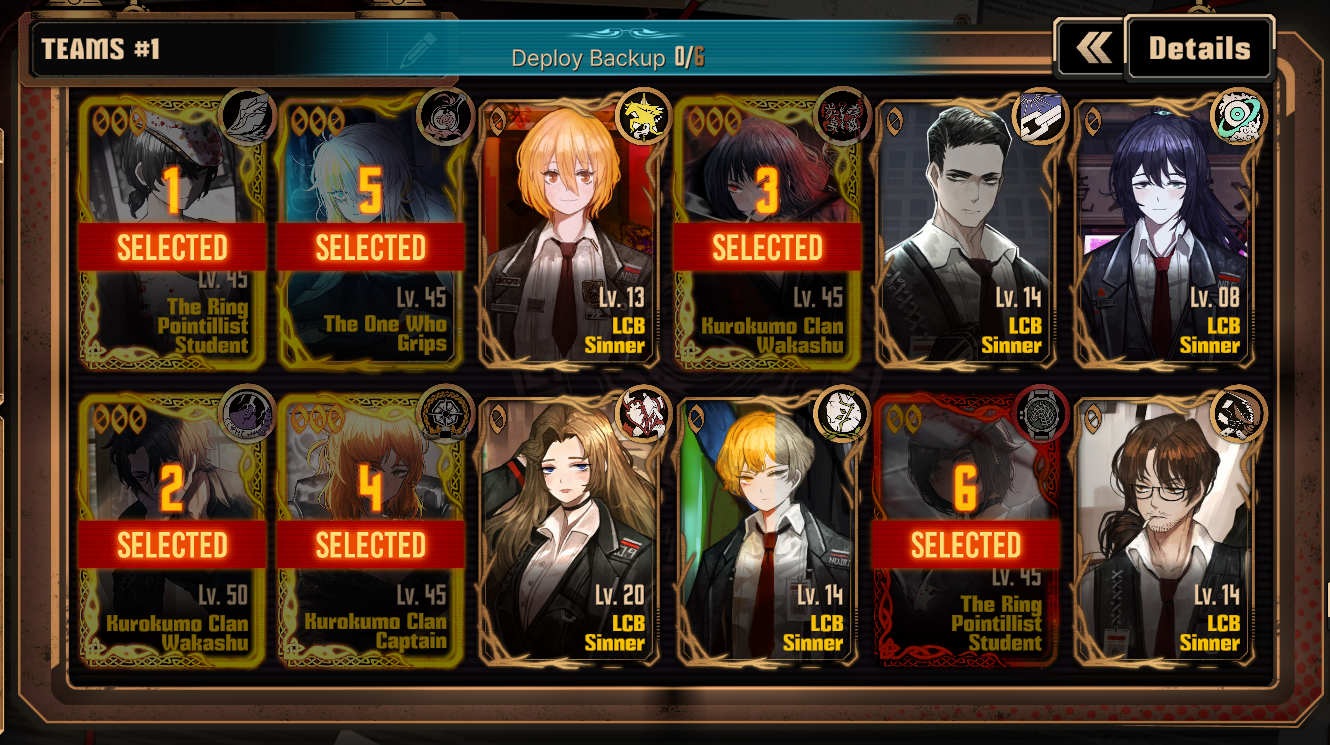 TEAMS #1
Deploy Backup 0/6
Details
1
SELECTED
Lv. 45
The Ring
Pointillist
Student
5
SELECTED
Lv. 45
The One Who
Grips
Lv. 13
LCB
Sinner
3
SELECTED
Lv. 45
Kurokumo Clan
Wakashu
Lv. 14
LCB
Sinner
Lv. 08
LCB
Sinner
2
SELECTED
Lv. 50
Kurokumo Clan
Wakashu
4
SELECTED
Lv. 45
Kurokumo Clan
Captain
Lv. 20
LCB
Sinner
Lv. 14
LCB
Sinner
6
SELECTED
Lv. 45
The Ring
Pointillist
Student
Lv. 14
LCB
Sinner